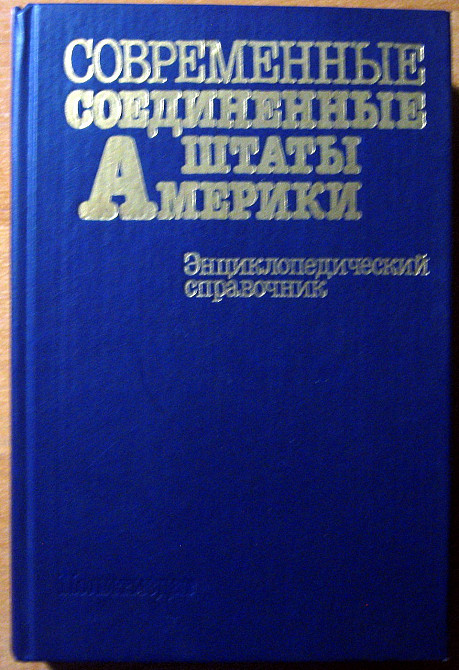 СОВРЕМЕННЫЕ
СОЕДИНЕННЫЕ
ШТАТЫ
АМЕРИКИ
Энциклопедический
справочник